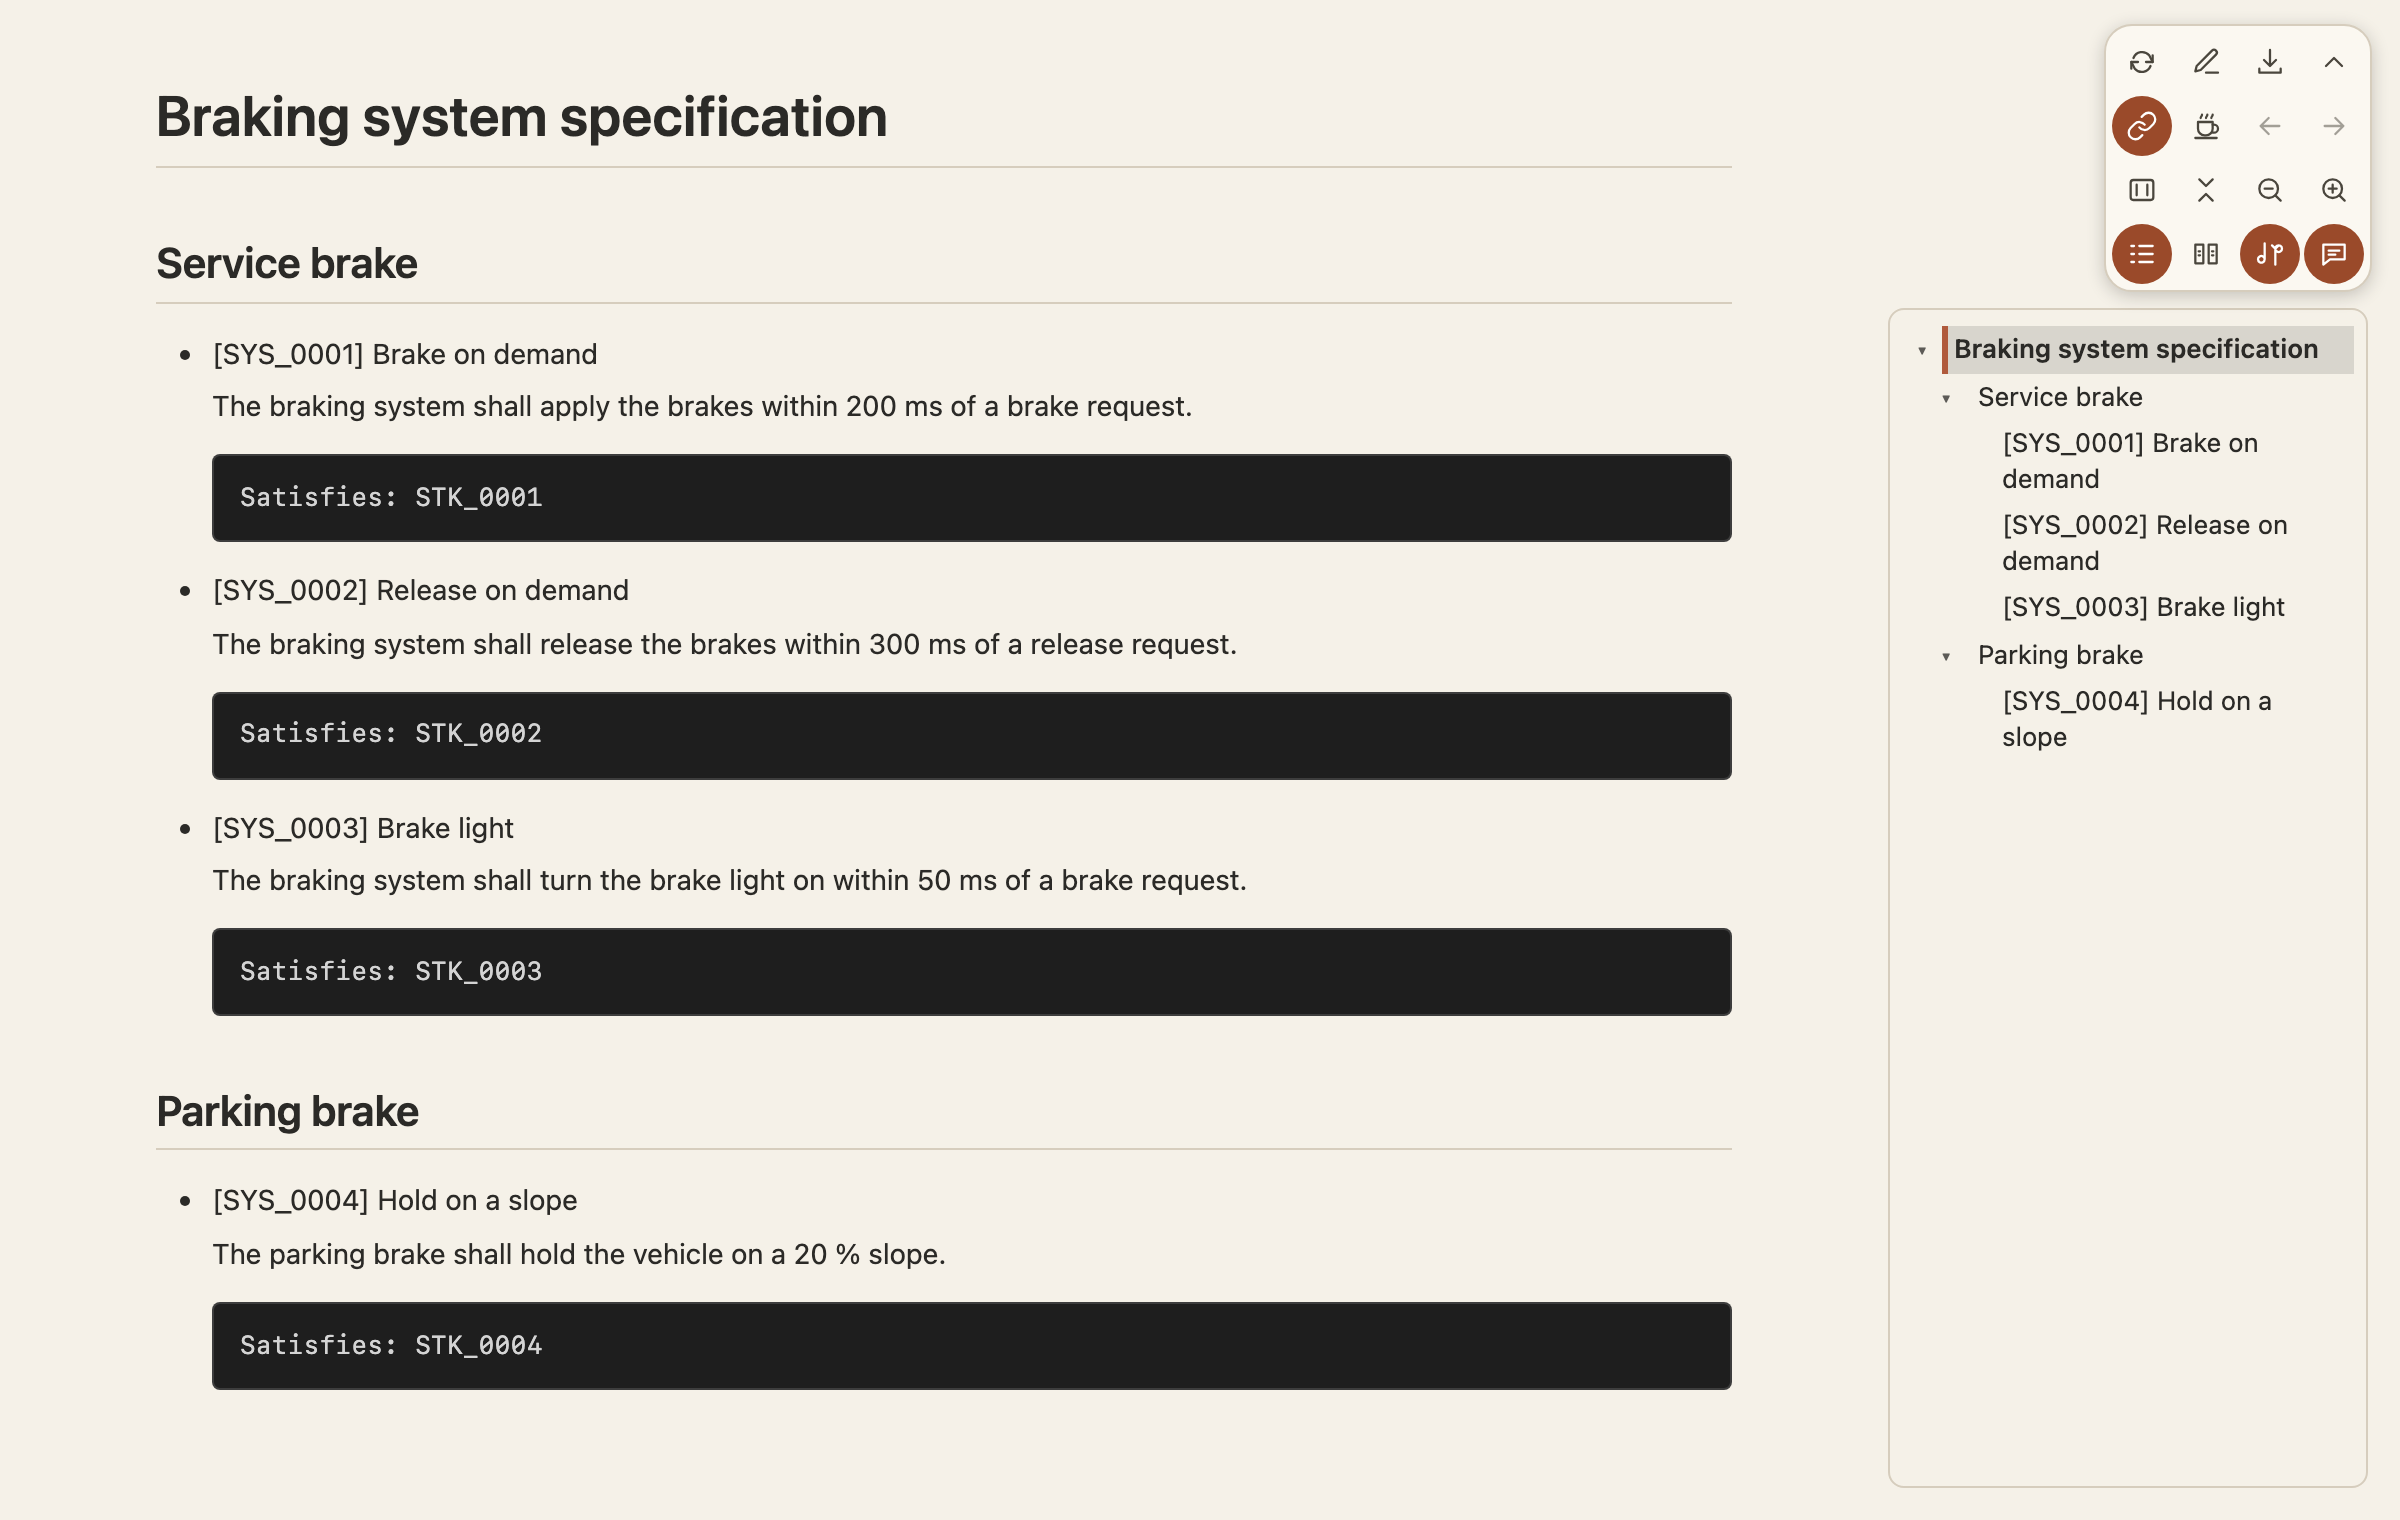 Braking system specification
Service brake
[SYS_0001] Brake on demand
The braking system shall apply the brakes within 200 ms of a brake request.
Satisfies: STK_0001
[SYS_0002] Release on demand
The braking system shall release the brakes within 300 ms of a release request.
Satisfies: STK_0002
[SYS_0003] Brake light
The braking system shall turn the brake light on within 50 ms of a brake request.
Satisfies: STK_0003
Parking brake
[SYS_0004] Hold on a slope
The parking brake shall hold the vehicle on a 20 % slope.
Satisfies: STK_0004
Braking system specification
Service brake
[SYS_0001] Brake on
demand
[SYS_0002] Release on
demand
[SYS_0003] Brake light
Parking brake
[SYS_0004] Hold on a
slope